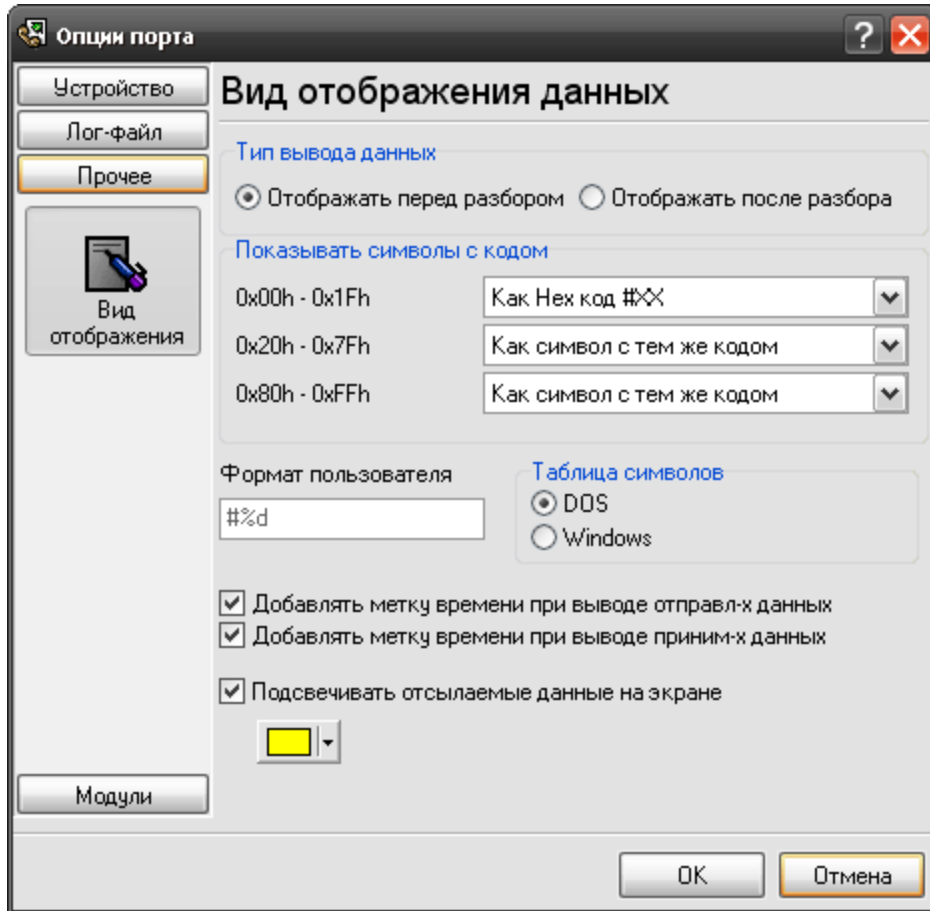 Опции порта
Устройство
Лог-файл
Прочее
Вид
отображения
Модули
Вид отображения данных
Тип вывода данных
Отображать перед разбором Отображать после разбора
Показывать символы с кодом
0x00h - 0x1Fh Как Hex код #XX
0x20h - 0x7Fh Как символ с тем же кодом
0x80h - 0xFFh Как символ с тем же кодом
Формат пользователя
#%d
Таблица символов
DOS
Windows
Добавлять метку времени при выводе отправл-х данных
Добавлять метку времени при выводе приним-х данных
Подсвечивать отсылаемые данные на экране
OK Отмена